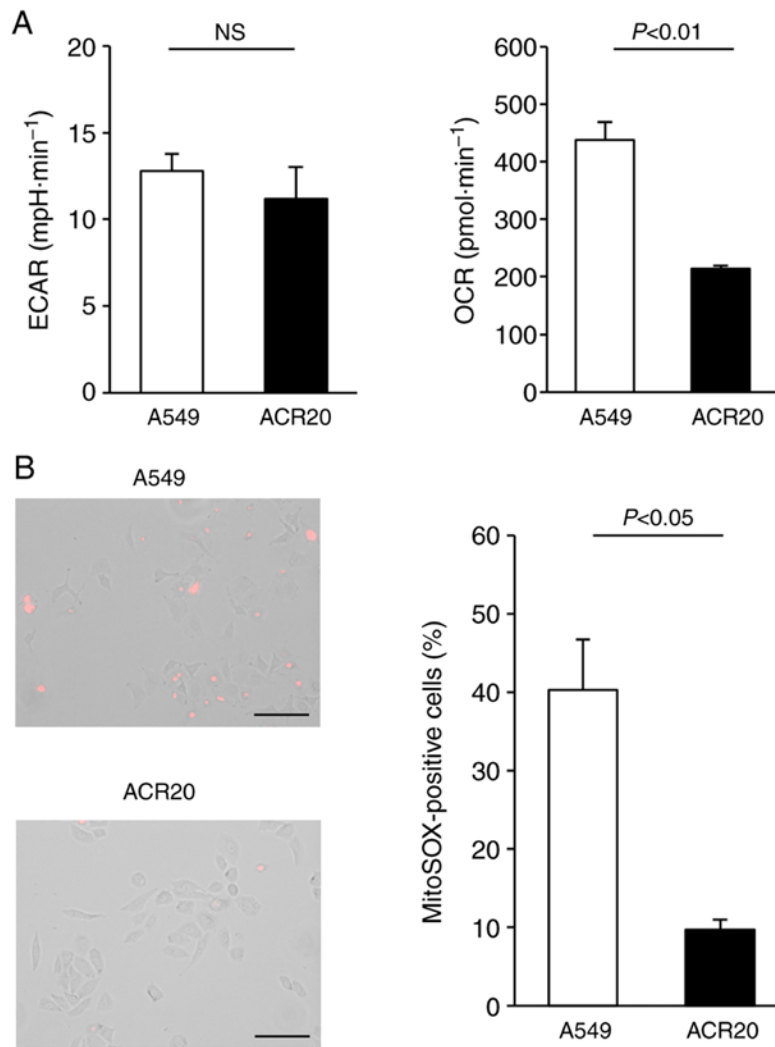 A
NS
20
15
10
5
0
ECAR (mpH·min⁻¹)
A549 ACR20
P<0.01
600
500
400
300
200
100
0
OCR (pmol·min⁻¹)
A549 ACR20
B
A549
ACR20
P<0.05
60
50
40
30
20
10
0
MitoSOX-positive cells (%)
A549 ACR20